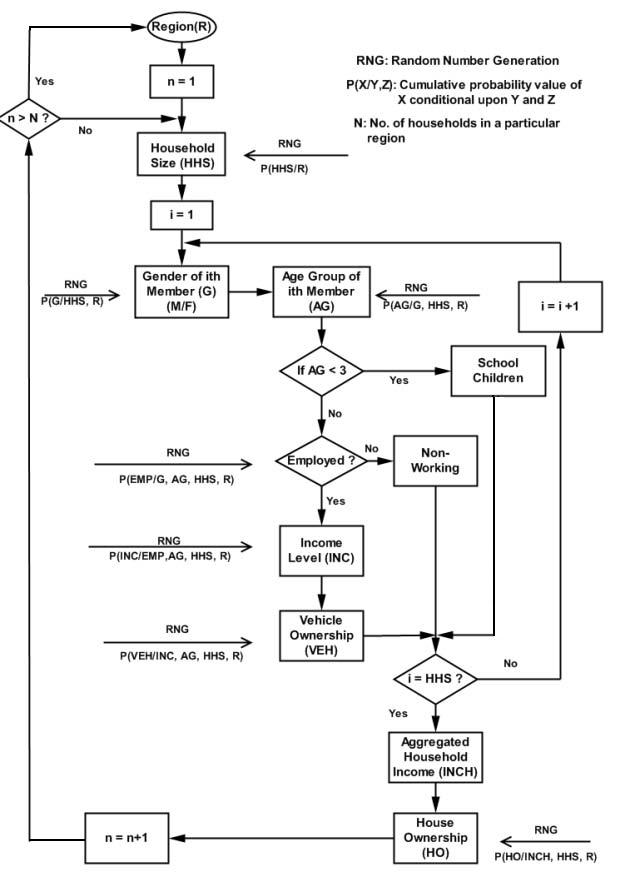 Region(R)
RNG: Random Number Generation
P(X/Y,Z): Cumulative probability value of
X conditional upon Y and Z
N: No. of households in a particular
region
n = 1
Yes
n > N ?
No
Household
Size (HHS)
RNG
P(HHS/R)
i = 1
RNG
P(G/HHS, R)
Gender of ith
Member (G)
(M/F)
Age Group of
ith Member
(AG)
RNG
P(AG/G, HHS, R)
i = i +1
If AG < 3
Yes
School
Children
No
RNG
P(EMP/G, AG, HHS, R)
Employed ?
No
Non-
Working
Yes
RNG
P(INC/EMP,AG, HHS, R)
Income
Level (INC)
RNG
P(VEH/INC, AG, HHS, R)
Vehicle
Ownership
(VEH)
i = HHS ?
No
Yes
Aggregated
Household
Income (INCH)
n = n+1
House
Ownership
(HO)
RNG
P(HO/INCH, HHS, R)